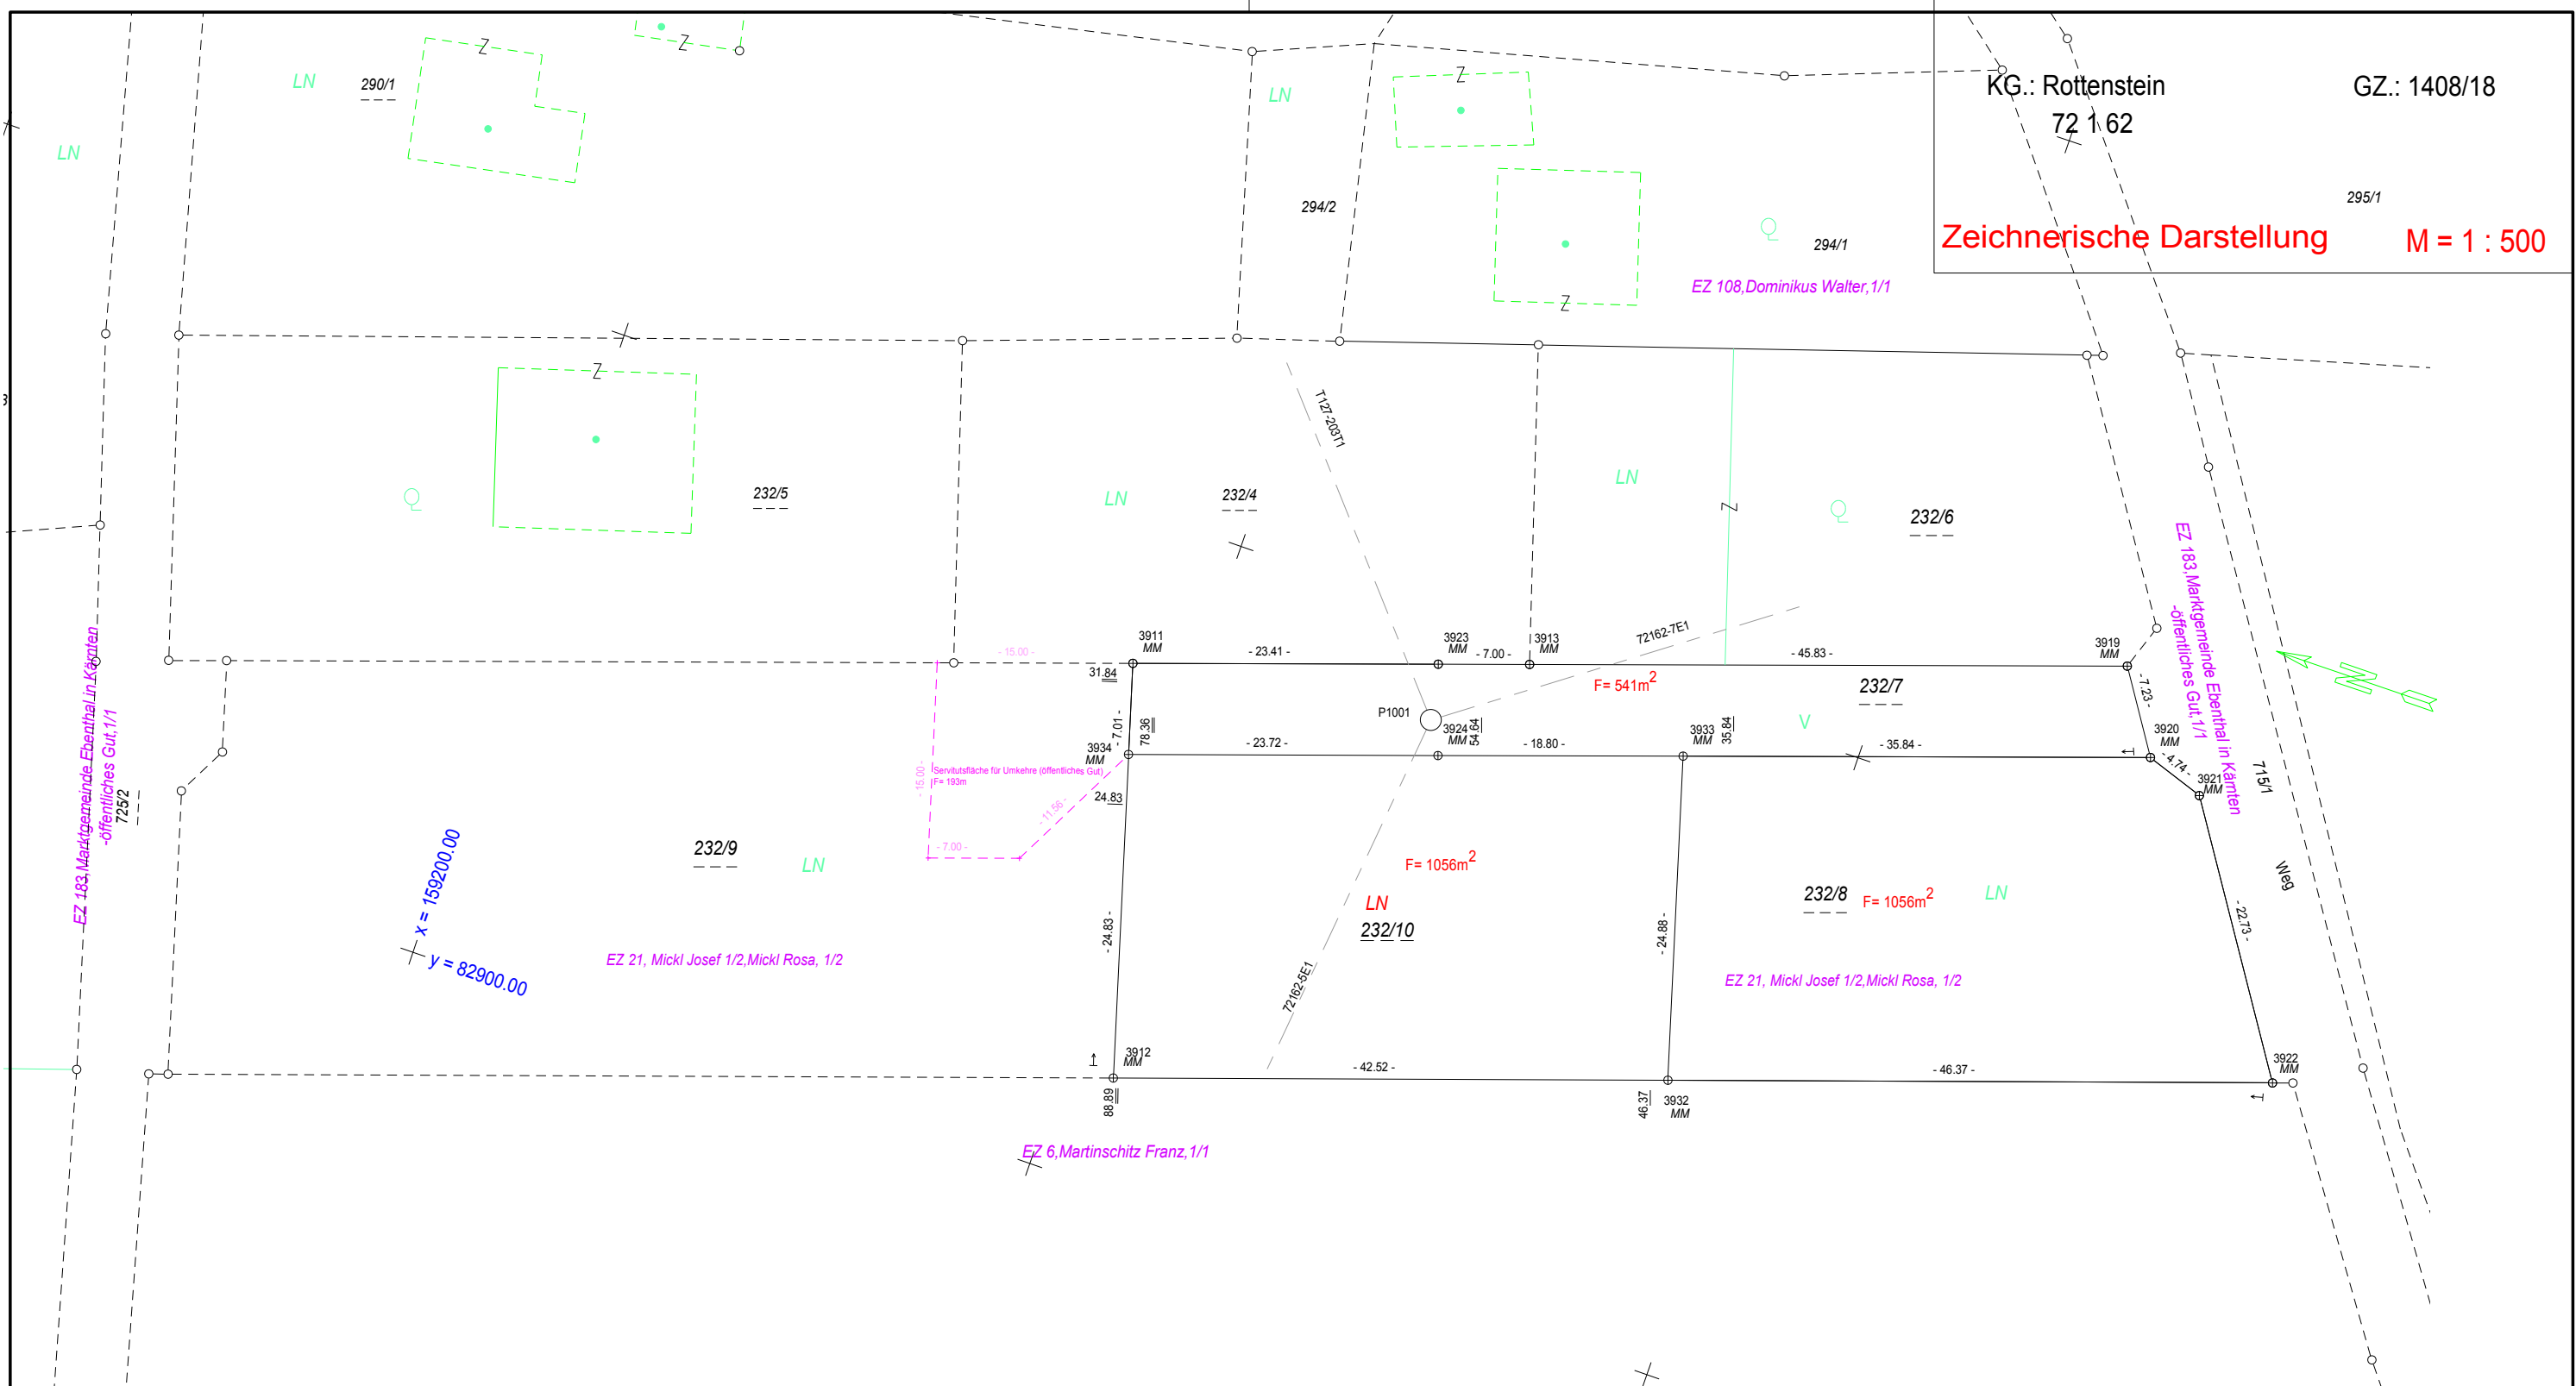 KG.: Rottenstein
GZ.: 1408/18
72 1 62
Zeichnerische Darstellung
M = 1 : 500
295/1
LN
290/1
Z
Z
LN
LN
Z
294/2
294/1
EZ 108,Dominikus Walter,1/1
Z
Z
232/5
LN
232/4
T127-203T1
LN
Z
232/6
EZ 183,Marktgemeinde Ebenthal in Kärnten
-öffentliches Gut,1/1
EZ 183,Marktgemeinde Ebenthal in Kärnten
-öffentliches Gut,1/1
725/2
- 15.00 -
3911
MM
- 23.41 -
3923
MM
- 7.00 -
3913
MM
72162-7E1
- 45.83 -
3919
MM
31.84
F= 541m2
232/7
- 7.23 -
N
- 7.01 -
78.36
P1001
3924
MM
54.64
3933
MM
35.84
V
3920
MM
3934
MM
- 23.72 -
- 18.80 -
- 35.84 -
- 4.74 -
3921
MM
715/1
Servitutsfläche für Umkehre (öffentliches Gut)
F= 193m
- 15.00 -
24.83
- 11.56 -
- 7.00 -
232/9
LN
F= 1056m2
LN
232/10
232/8
F= 1056m2
LN
Weg
x = 159200.00
y = 82900.00
EZ 21, Mickl Josef 1/2,Mickl Rosa, 1/2
- 24.83 -
72162-5E1
- 24.88 -
EZ 21, Mickl Josef 1/2,Mickl Rosa, 1/2
- 22.73 -
3912
MM
- 42.52 -
- 46.37 -
3922
MM
88.89
46.37
3932
MM
EZ 6,Martinschitz Franz,1/1